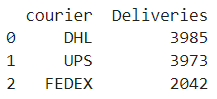 courier Deliveries
0 DHL 3985
1 UPS 3973
2 FEDEX 2042